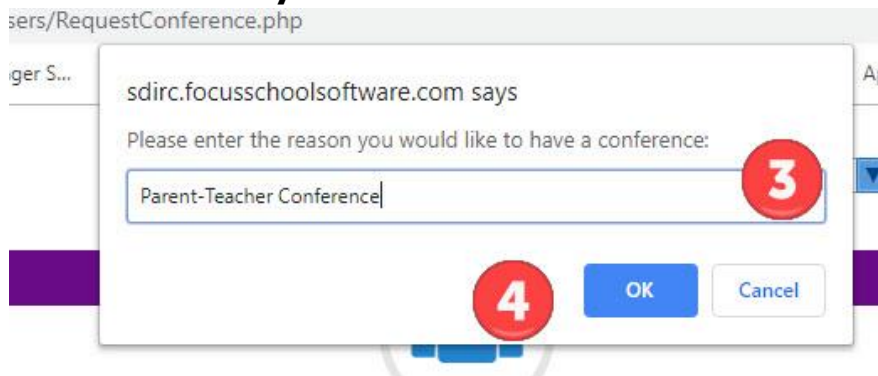 sers/RequestConference.php
ger S...
sdirc.focusschoolsoftware.com says
Please enter the reason you would like to have a conference:
Parent-Teacher Conference
3
4
OK
Cancel